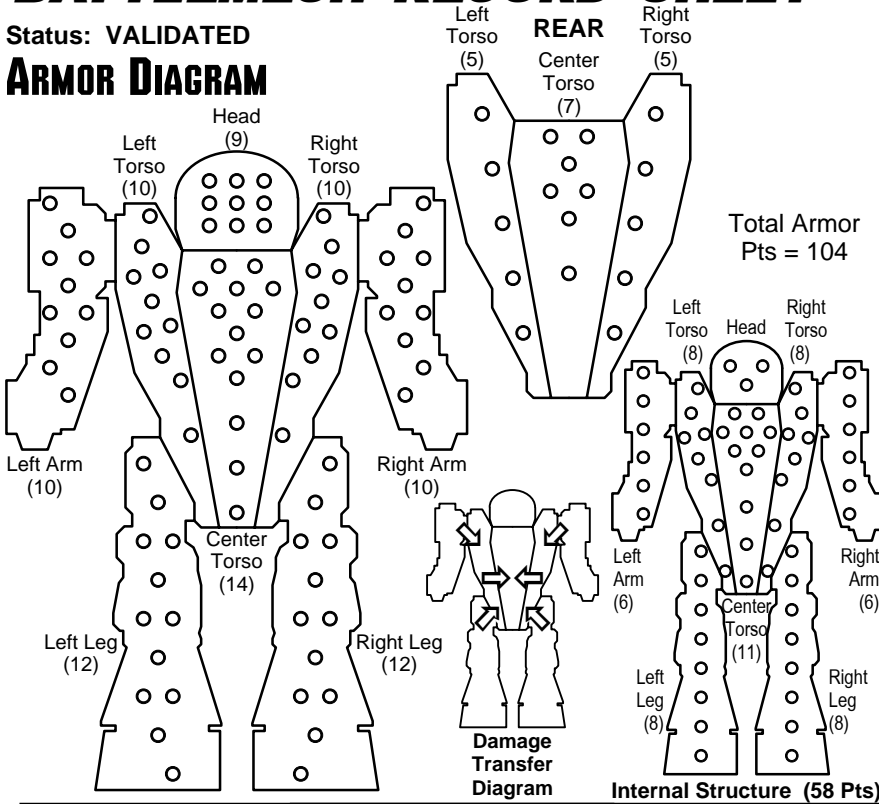 BATTLEMECH RECORD SHEET
Status: VALIDATED
ARMOR DIAGRAM
Head
(9)
Left
Torso
(10)
Right
Torso
(10)
Left Arm
(10)
Right Arm
(10)
Center
Torso
(14)
Left Leg
(12)
Right Leg
(12)
Left
Torso
(5)
REAR
Center
Torso
(7)
Right
Torso
(5)
Total Armor
Pts = 104
Left
Torso
(8)
Head
Right
Torso
(8)
Left
Arm
(6)
Right
Arm
(6)
Center
Torso
(11)
Left
Leg
(8)
Right
Leg
(8)
Damage
Transfer
Diagram
Internal Structure (58 Pts)